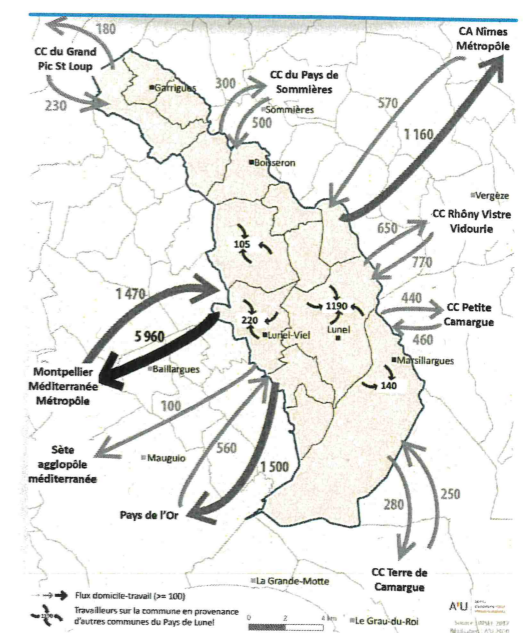 180
CC du Grand
Pic St Loup
230
Garrigues
300
CC du Pays de
Sommières
500
Sommières
CA Nîmes
Métropôle
570
1 160
Boisseron
Vergèze
CC Rhôny Vistre
Vidourle
650
770
105
1 470
440
CC Petite
Camargue
460
220
1190
Lunel-Viel
Lunel
5 960
Marsillargues
Montpellier
Méditerranée
Métropole
Baillargues
140
100
Sète
agglopôle
méditerranée
Mauguio
560
1 500
Pays de l'Or
280
250
CC Terre de
Camargue
La Grande-Motte
Le Grau-du-Roi
Flux domicile-travail (>= 100)
Travailleurs sur la commune en provenance
d'autres communes du Pays de Lunel
0 2 4 km
A'U